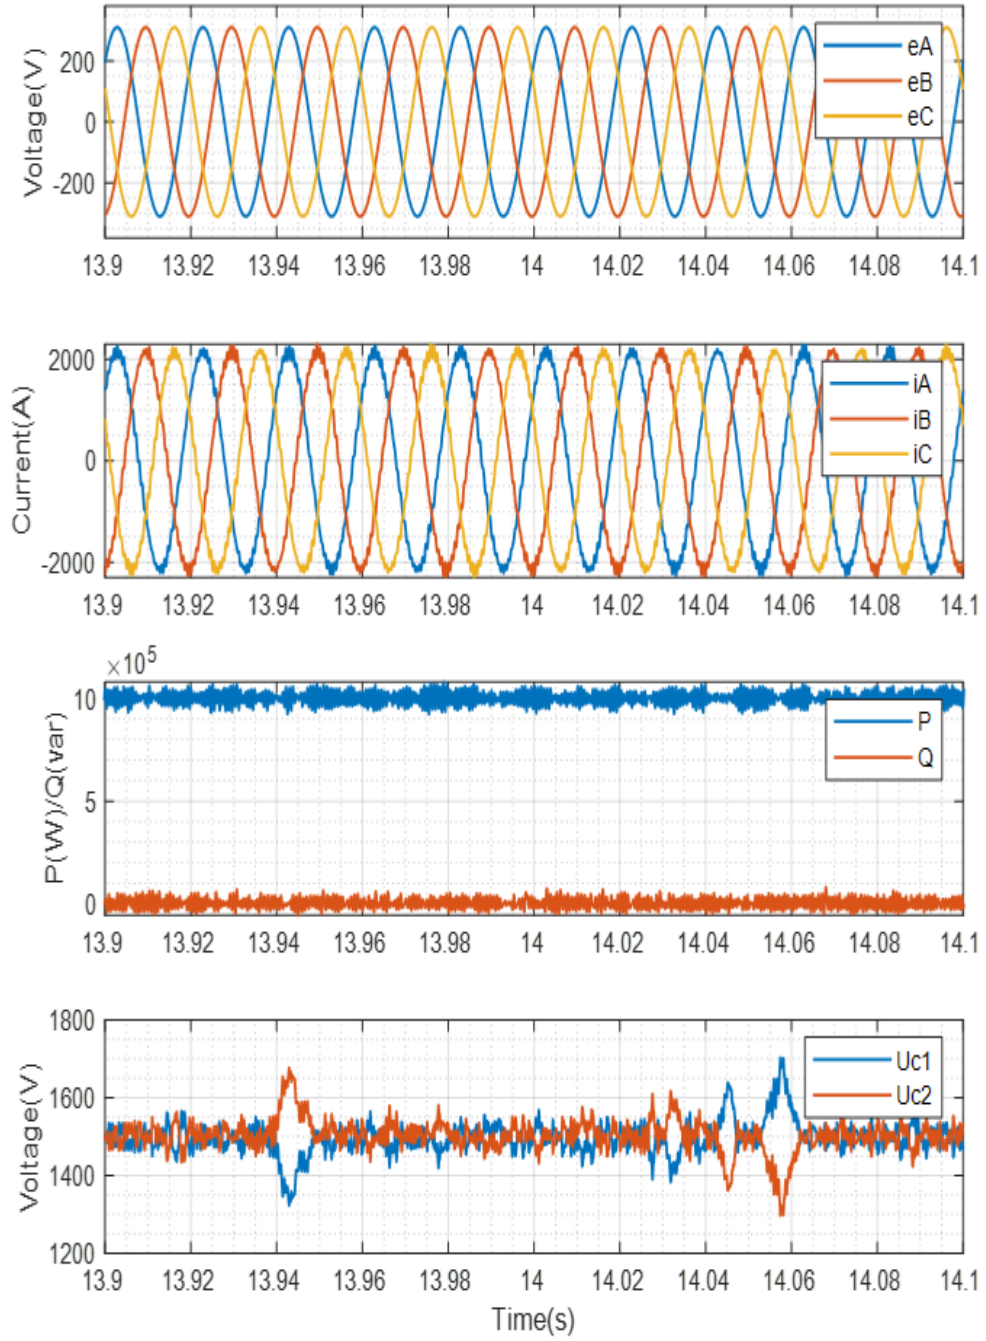 Voltage(V)
200
0
-200
eA
eB
eC
13.9 13.92 13.94 13.96 13.98 14 14.02 14.04 14.06 14.08 14.1
Current(A)
2000
0
-2000
iA
iB
iC
13.9 13.92 13.94 13.96 13.98 14 14.02 14.04 14.06 14.08 14.1
×10⁵
P(W)/Q(var)
10
5
0
P
Q
13.9 13.92 13.94 13.96 13.98 14 14.02 14.04 14.06 14.08 14.1
Voltage(V)
1800
1600
1400
1200
Uc1
Uc2
13.9 13.92 13.94 13.96 13.98 14 14.02 14.04 14.06 14.08 14.1
Time(s)